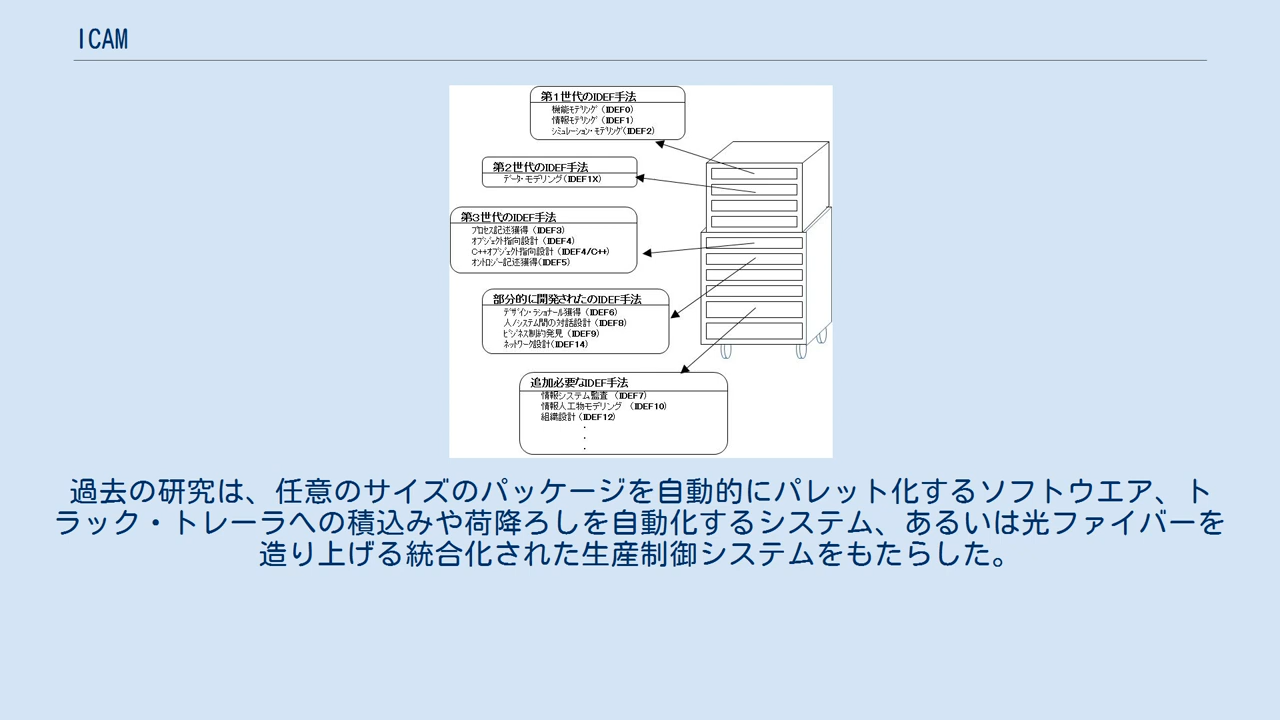 ICAM
第1世代のIDEF手法
機能モデリング (IDEF0)
情報モデリング (IDEF1)
シミュレーション・モデリング(IDEF2)
第2世代のIDEF手法
データ・モデリング(IDEF1X)
第3世代のIDEF手法
プロセス記述獲得 (IDEF3)
オブジェクト指向設計 (IDEF4)
C++オブジェクト指向設計 (IDEF4/C++)
オントロジー記述獲得(IDEF5)
部分的に開発されたのIDEF手法
デザイン・ラショナール獲得 (IDEF6)
人/システム間の対話設計 (IDEF8)
ビジネス制約発見 (IDEF9)
ネットワーク設計(IDEF14)
追加必要なIDEF手法
情報システム監査 (IDEF7)
情報人工物モデリング (IDEF10)
組織設計 (IDEF12)
過去の研究は、任意のサイズのパッケージを自動的にパレット化するソフトウエア、ト
ラック・トレーラへの積込みや荷降ろしを自動化するシステム、あるいは光ファイバーを
造り上げる統合化された生産制御システムをもたらした。